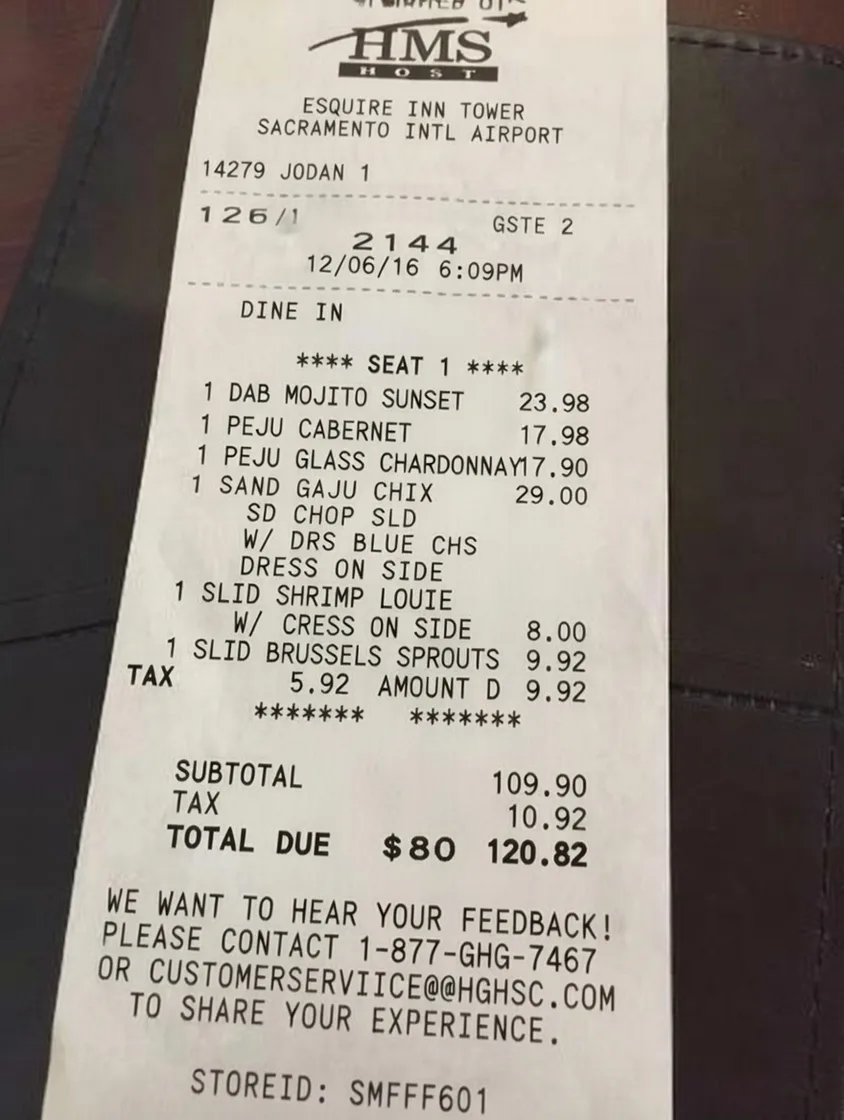 HMS
HOST
ESQUIRE INN TOWER
SACRAMENTO INTL AIRPORT
14279 JODAN 1
126/1 GSTE 2
2144
12/06/16 6:09PM
DINE IN
**** SEAT 1 ****
1 DAB MOJITO SUNSET 23.98
1 PEJU CABERNET 17.98
1 PEJU GLASS CHARDONNAY 17.90
1 SAND GAJU CHIX 29.00
SD CHOP SLD
W/ DRS BLUE CHS
DRESS ON SIDE
1 SLID SHRIMP LOUIE
W/ CRESS ON SIDE 8.00
1 SLID BRUSSELS SPROUTS 9.92
TAX 5.92 AMOUNT D 9.92
******* *******
SUBTOTAL 109.90
TAX 10.92
TOTAL DUE $80 120.82
WE WANT TO HEAR YOUR FEEDBACK!
PLEASE CONTACT 1-877-GHG-7467
OR CUSTOMERSERVIICE@@HGHSC.COM
TO SHARE YOUR EXPERIENCE.
STOREID: SMFFF601